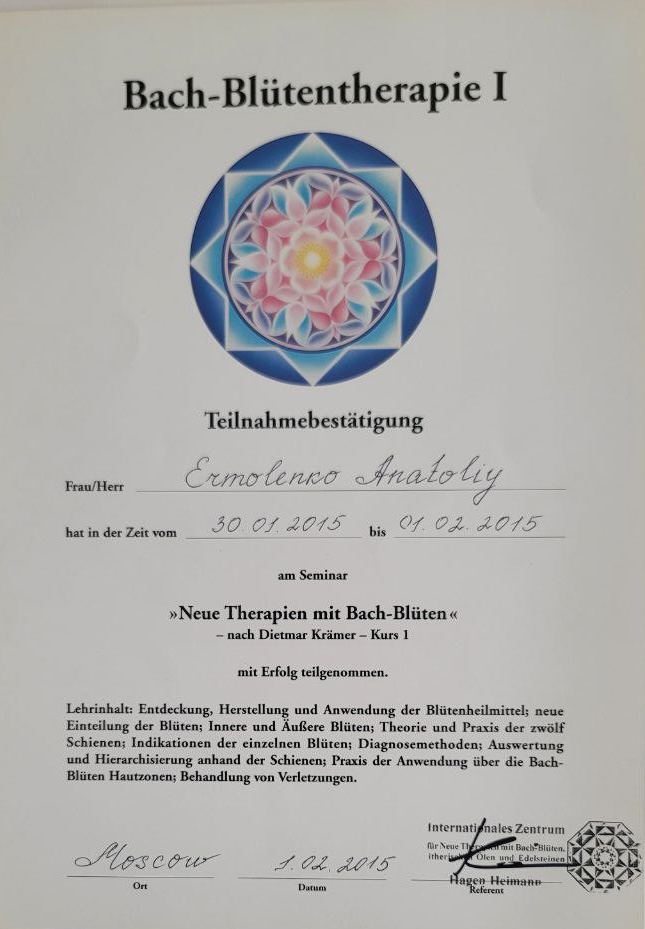 Bach-Blütentherapie I
Teilnahmebestätigung
Frau/Herr Ermolenko Anatoliy
hat in der Zeit vom 30.01.2015 bis 01.02.2015
am Seminar
»Neue Therapien mit Bach-Blüten«
– nach Dietmar Krämer – Kurs 1
mit Erfolg teilgenommen.
Lehrinhalt: Entdeckung, Herstellung und Anwendung der Blütenheilmittel; neue
Einteilung der Blüten; Innere und Äußere Blüten; Theorie und Praxis der zwölf
Schienen; Indikationen der einzelnen Blüten; Diagnosemethoden; Auswertung
und Hierarchisierung anhand der Schienen; Praxis der Anwendung über die Bach-
Blüten Hautzonen; Behandlung von Verletzungen.
Internationales Zentrum
für Neue Therapien mit Bach-Blüten,
Ölen und Edelsteinen
Moscow 1.02.2015 Hagen Heimann
Ort Datum Referent